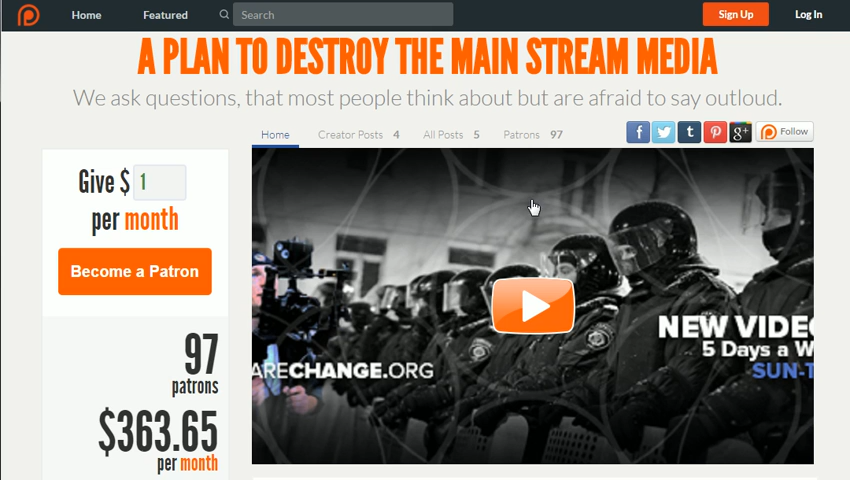 Home Featured Search Sign Up Log In
A PLAN TO DESTROY THE MAIN STREAM MEDIA
We ask questions, that most people think about but are afraid to say outloud.
Home Creator Posts 4 All Posts 5 Patrons 97
f t p g+ Follow
Give $ 1
per month
Become a Patron
97
patrons
$363.65
per month
NEW VIDEO
5 Days a W
ARECHANGE.ORG
SUN-T